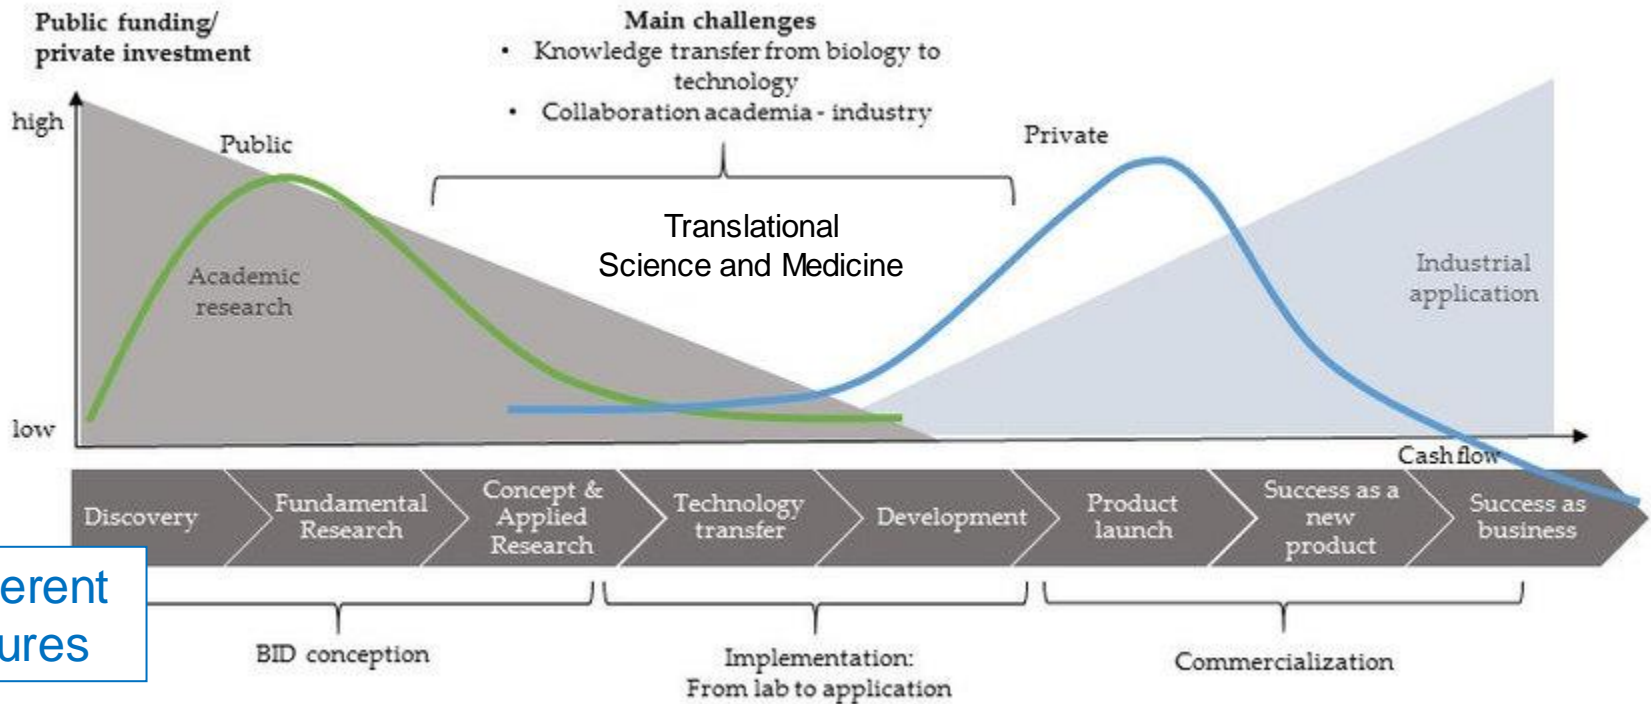 Public funding/
private investment
Main challenges
• Knowledge transfer from biology to
technology
• Collaboration academia - industry
high
Public
Private
Translational
Science and Medicine
Academic
research
Industrial
application
low
Cash flow
Discovery
Fundamental
Research
Concept &
Applied
Research
Technology
transfer
Development
Product
launch
Success as a
new
product
Success as
business
erent
ures
BID conception
Implementation:
From lab to application
Commercialization